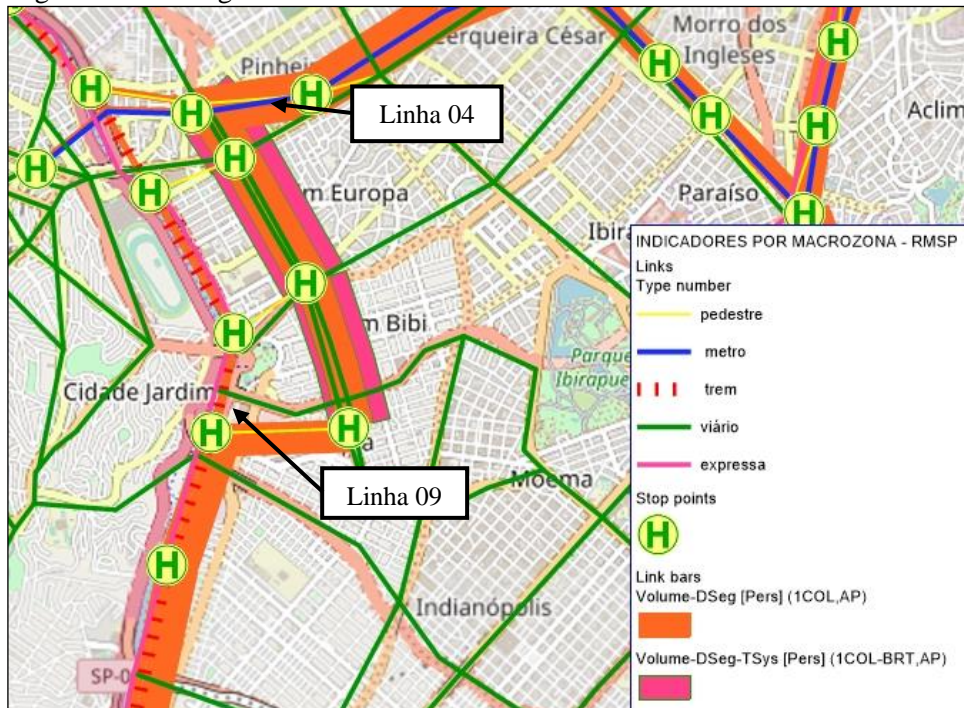 Cerqueira César
Morro dos
Ingleses
Pinhei
Linha 04
Aclim
m Europa
Paraíso
Ibira
INDICADORES POR MACROZONA - RMSP
Links
Type number
pedestre
metro
trem
viário
expressa
Stop points
H
Link bars
Volume-DSeg [Pers] (1COL,AP)
Volume-DSeg-TSys [Pers] (1COL-BRT,AP)
m Bibi
Parque
Ibirapue
Cidade Jardim
Linha 09
Moema
Indianópolis
SP-0